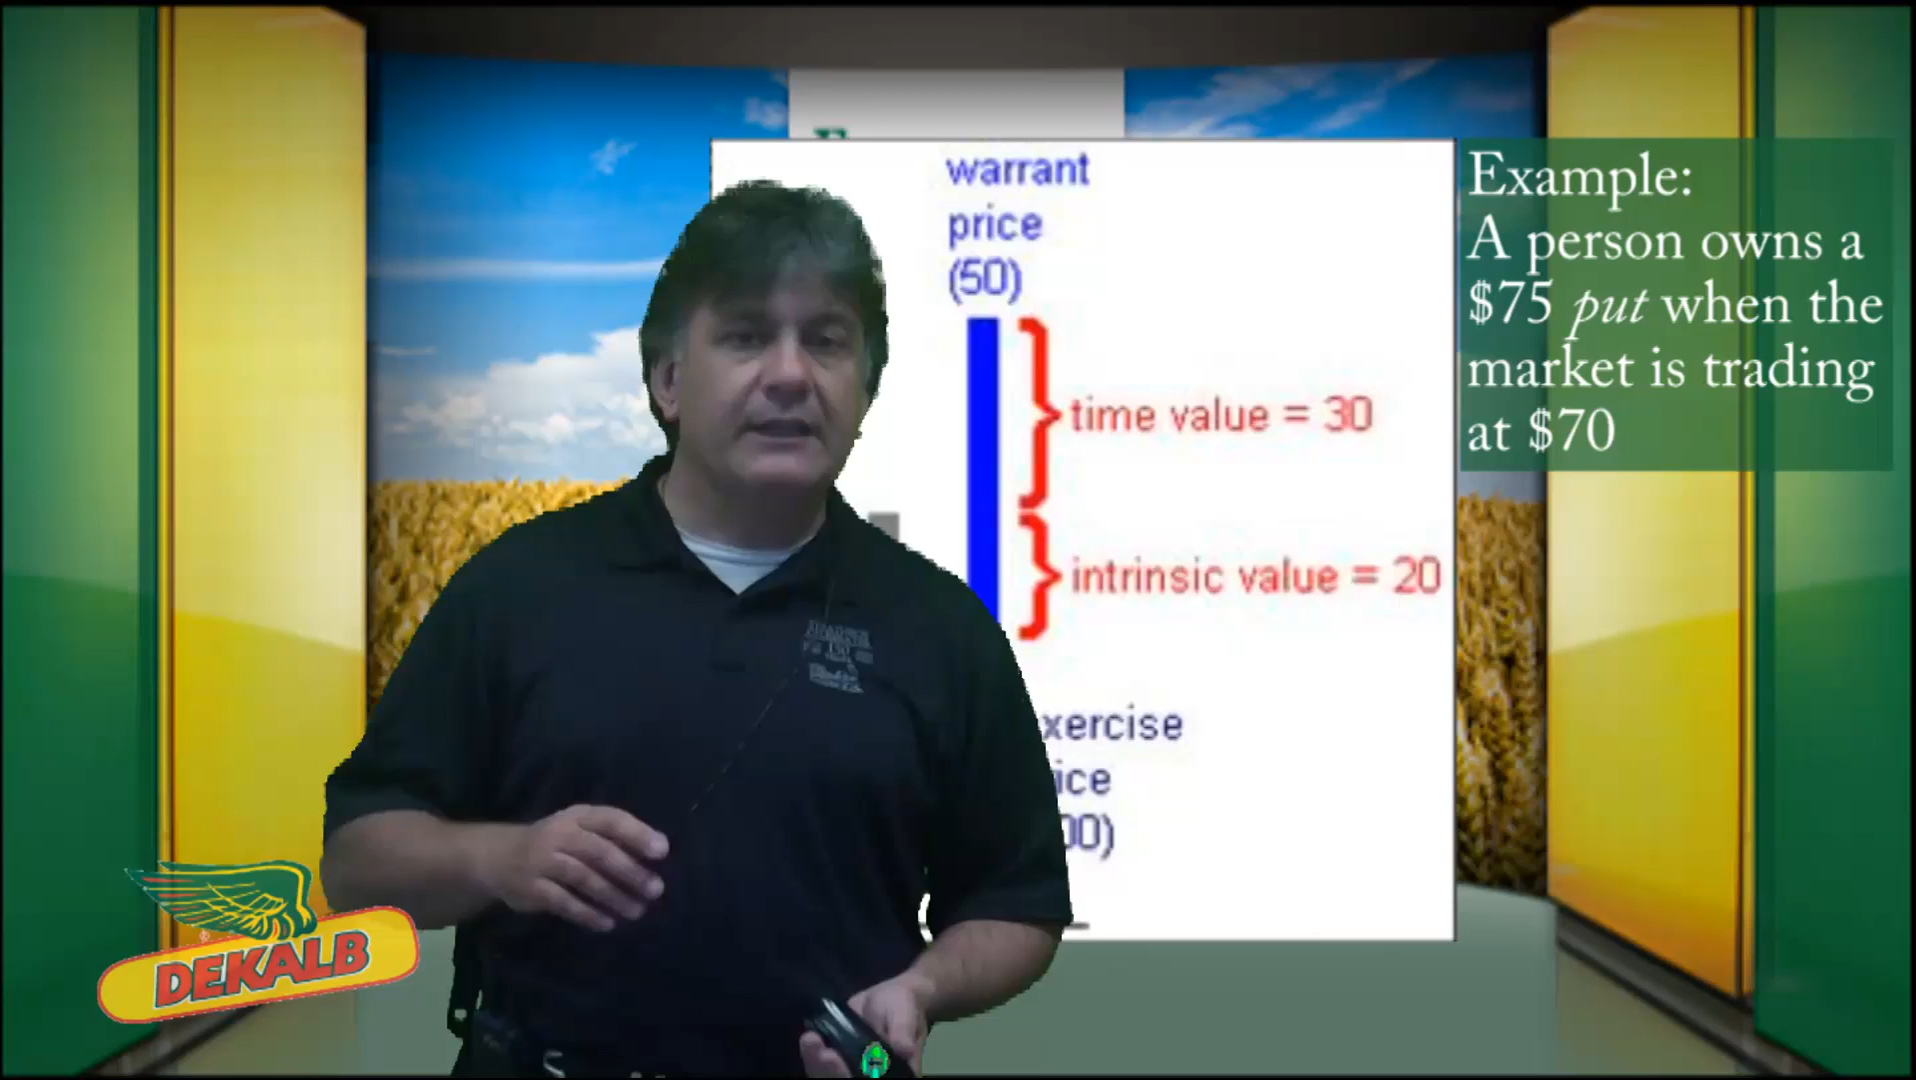 warrant
price
(50)
time value = 30
intrinsic value = 20
xercise
ice
00)
Example:
A person owns a
$75 put when the
market is trading
at $70
DEKALB